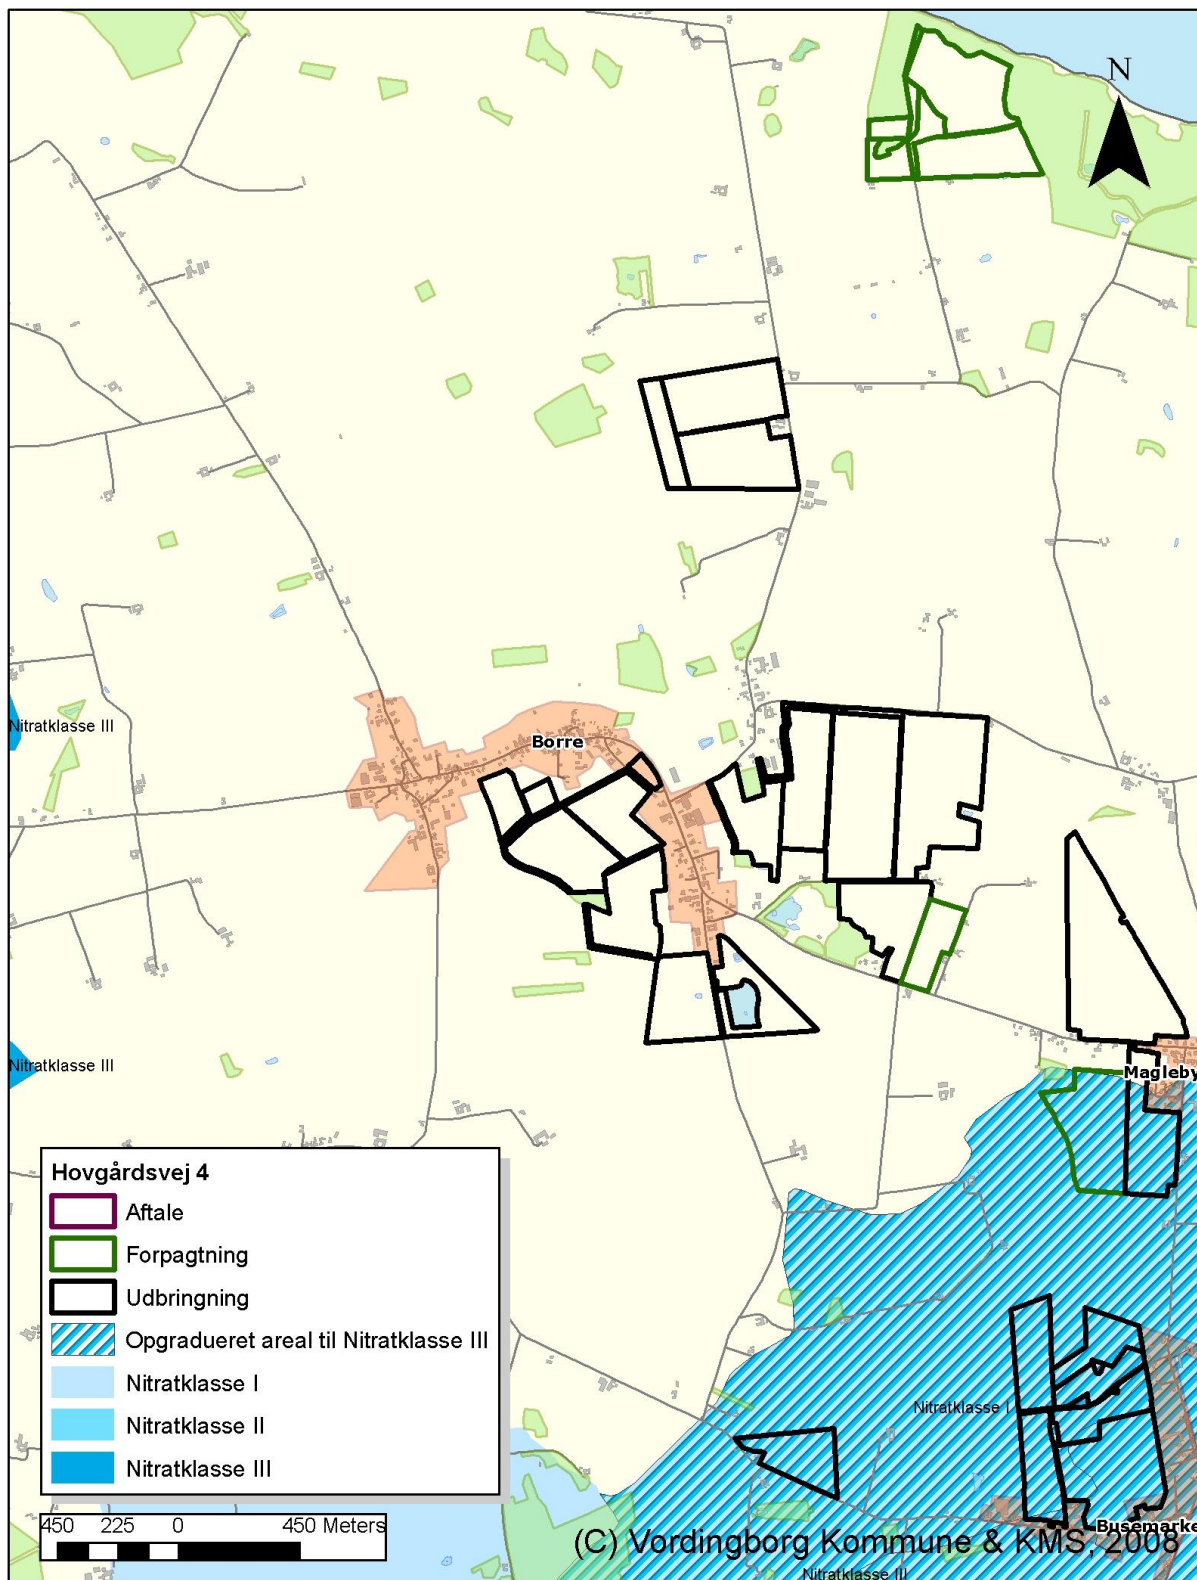 N
Nitratklasse III
Borre
Nitratklasse III
Magleby
Hovgårdsvej 4
Aftale
Forpagtning
Udbringning
Opgradueret areal til Nitratklasse III
Nitratklasse I
Nitratklasse II
Nitratklasse III
Nitratklasse I
450 225 0 450 Meters
Busemarke
(C) Vordingborg Kommune & KMS, 2008
Nitratklasse III